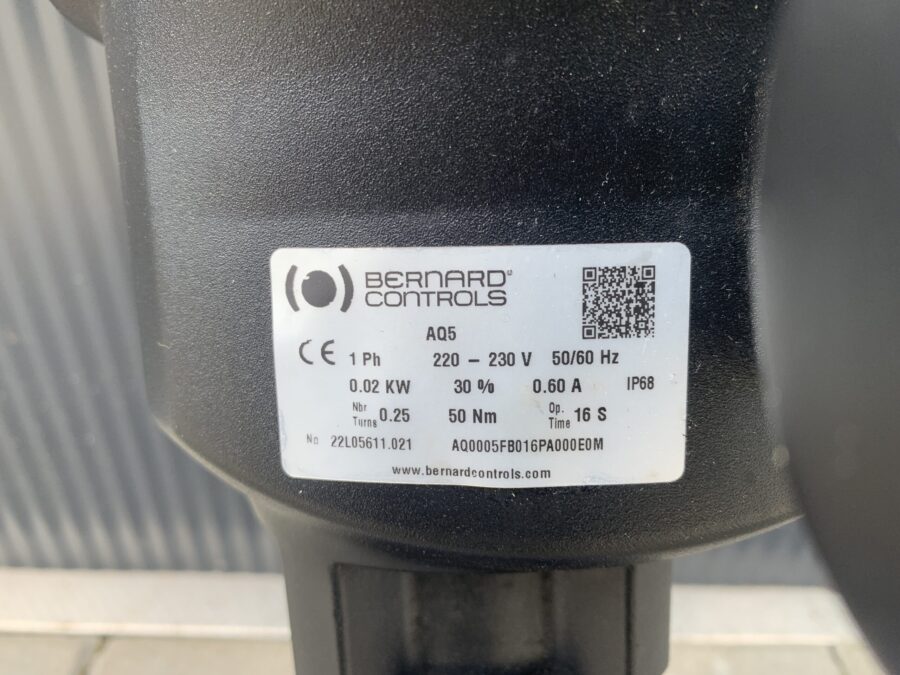 BERNARD
CONTROLS
AQ5
CE 1 Ph 220 – 230 V 50/60 Hz
0.02 KW 30 % 0.60 A IP68
Nbr Turns 0.25 50 Nm Op. Time 16 S
No 22L05611.021 AQ0005FB016PA000E0M
www.bernardcontrols.com